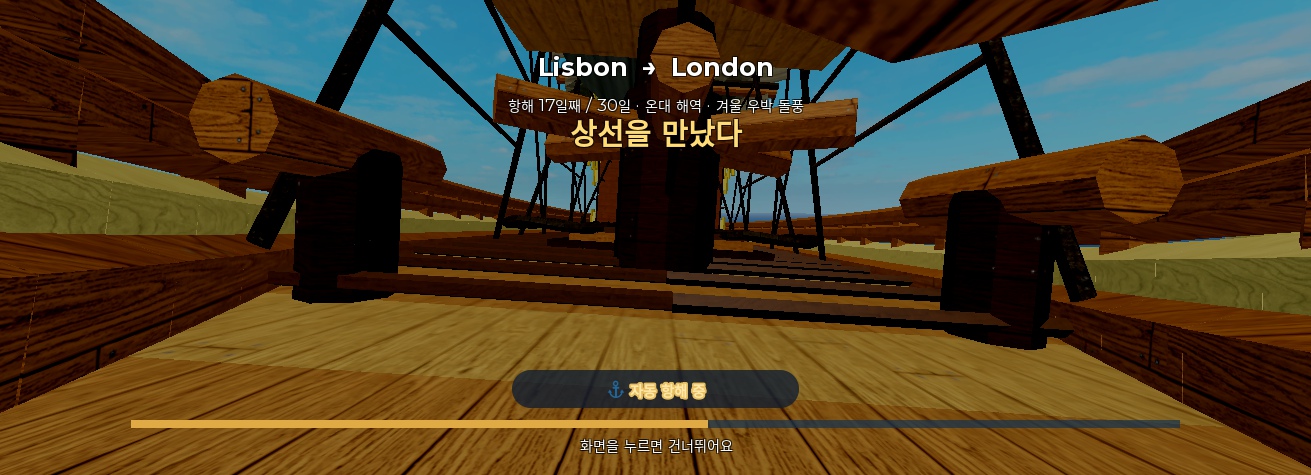 Lisbon → London
항해 17일째 / 30일 · 온대 해역 · 겨울 우박 돌풍
상선을 만났다
⚓ 자동 항해 중
화면을 누르면 건너뛰어요